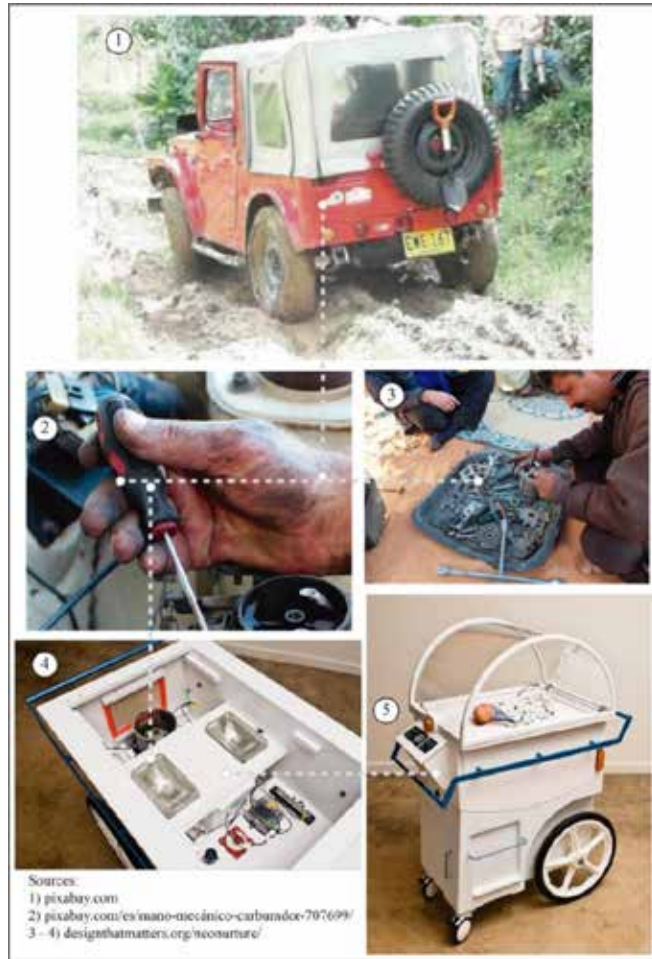 1
2
3
4
5
Sources:
1) pixabay.com
2) pixabay.com/es/mano-mecánico-carburador-707699/
3 – 4) designthatmatters.org/neonurture/